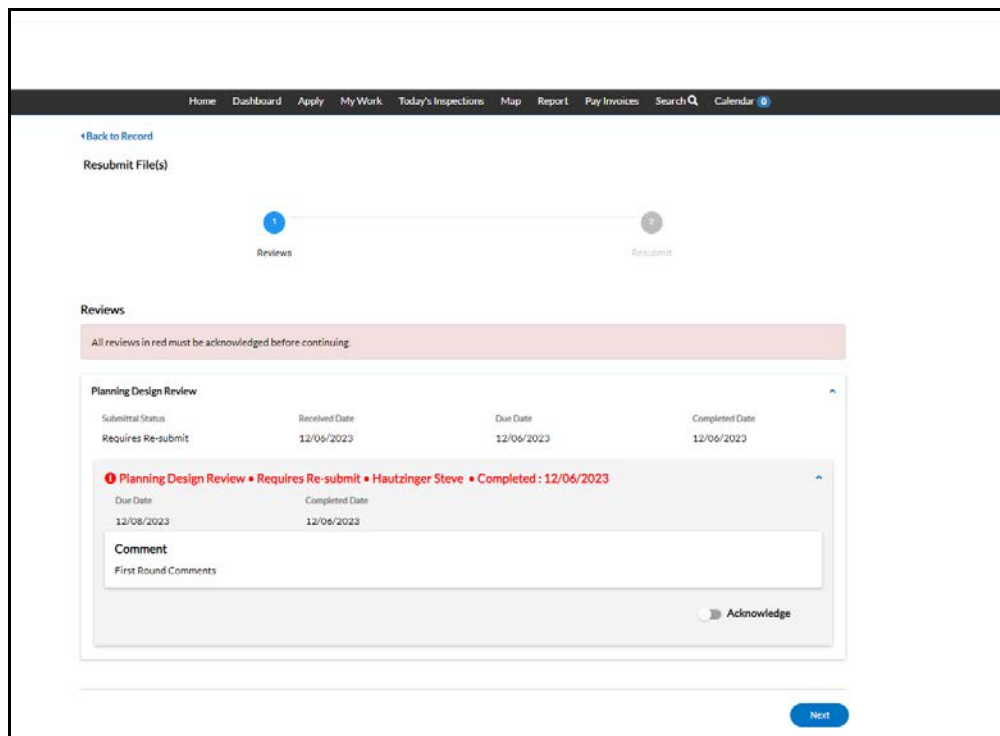 Home Dashboard Apply My Work Today's Inspections Map Report Pay Invoices Search Calendar 0
Back to Record
Resubmit File(s)
1 2
Reviews Resubmit
Reviews
All reviews in red must be acknowledged before continuing.
Planning Design Review
Submittal Status Received Date Due Date Completed Date
Requires Re-submit 12/06/2023 12/06/2023 12/06/2023
Planning Design Review • Requires Re-submit • Hautzinger Steve • Completed : 12/06/2023
Due Date Completed Date
12/08/2023 12/06/2023
Comment
First Round Comments
Acknowledge
Next